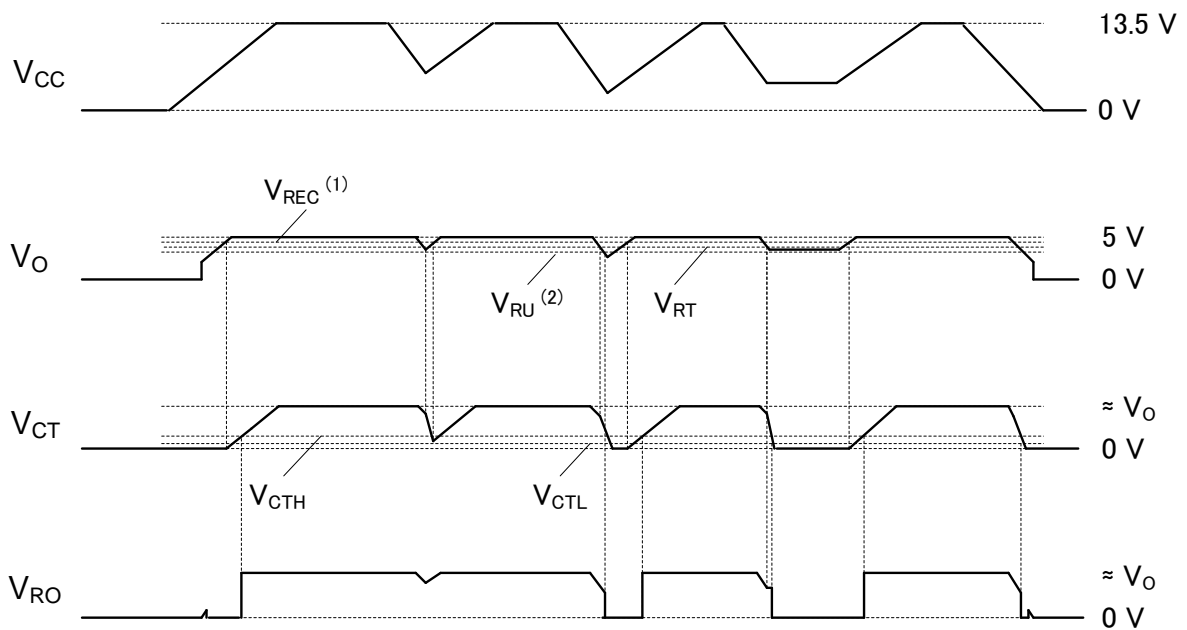 13.5 V
VCC
0 V
VREC (1)
5 V
VO
0 V
VRU (2)
VRT
≈ VO
VCT
0 V
VCTH
VCTL
≈ VO
VRO
0 V